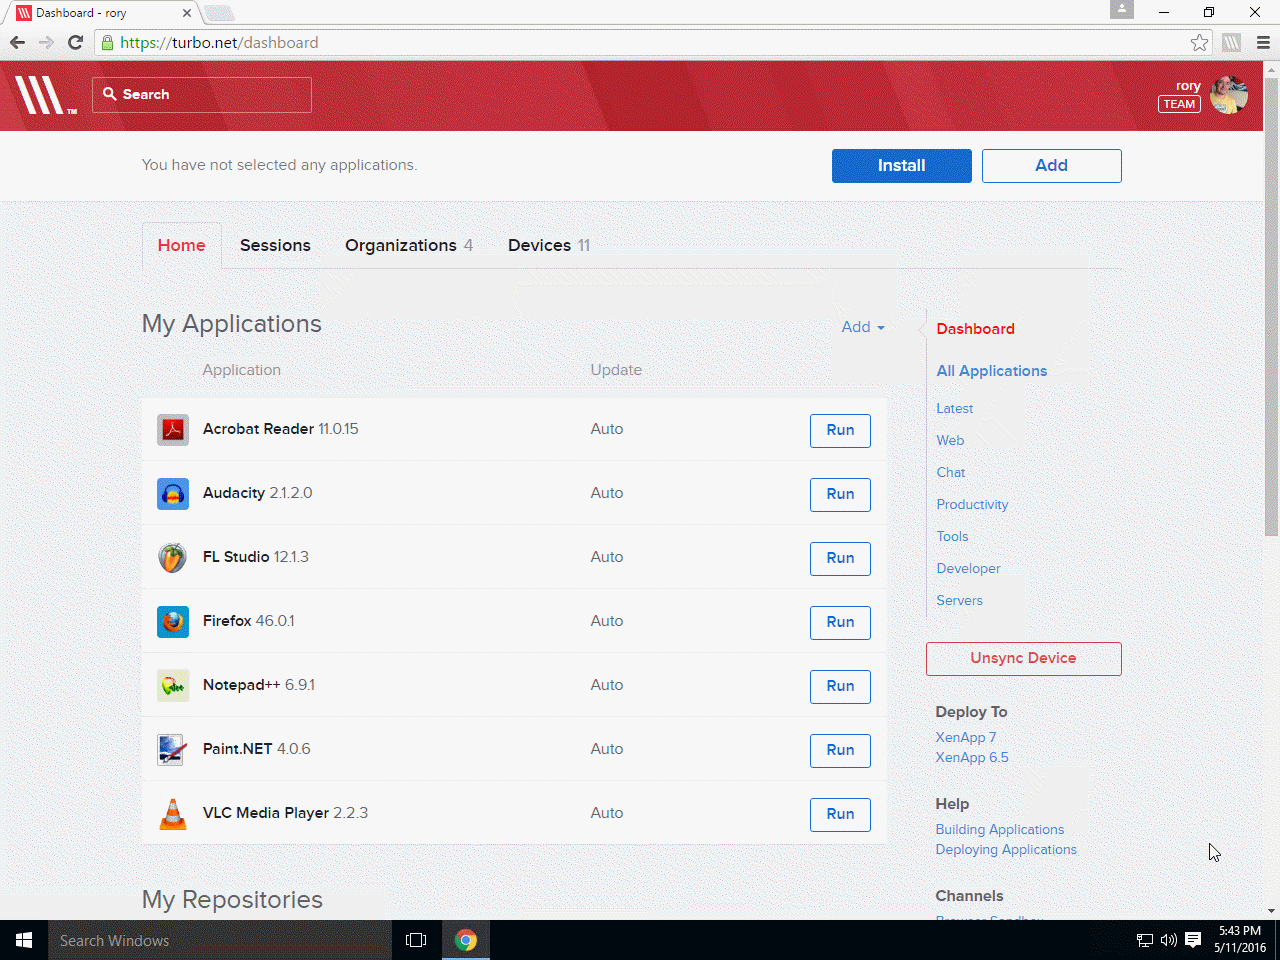 Dashboard - rory
https://turbo.net/dashboard
TM
Search
rory
TEAM
You have not selected any applications.
Install
Add
Home
Sessions
Organizations 4
Devices 11
My Applications
Add
Application
Update
Acrobat Reader 11.0.15
Auto
Run
Audacity 2.1.2.0
Auto
Run
FL Studio 12.1.3
Auto
Run
Firefox 46.0.1
Auto
Run
Notepad++ 6.9.1
Auto
Run
Paint.NET 4.0.6
Auto
Run
VLC Media Player 2.2.3
Auto
Run
My Repositories
Dashboard
All Applications
Latest
Web
Chat
Productivity
Tools
Developer
Servers
Unsync Device
Deploy To
XenApp 7
XenApp 6.5
Help
Building Applications
Deploying Applications
Channels
Browser Sandbox
Search Windows
5:43 PM
5/11/2016